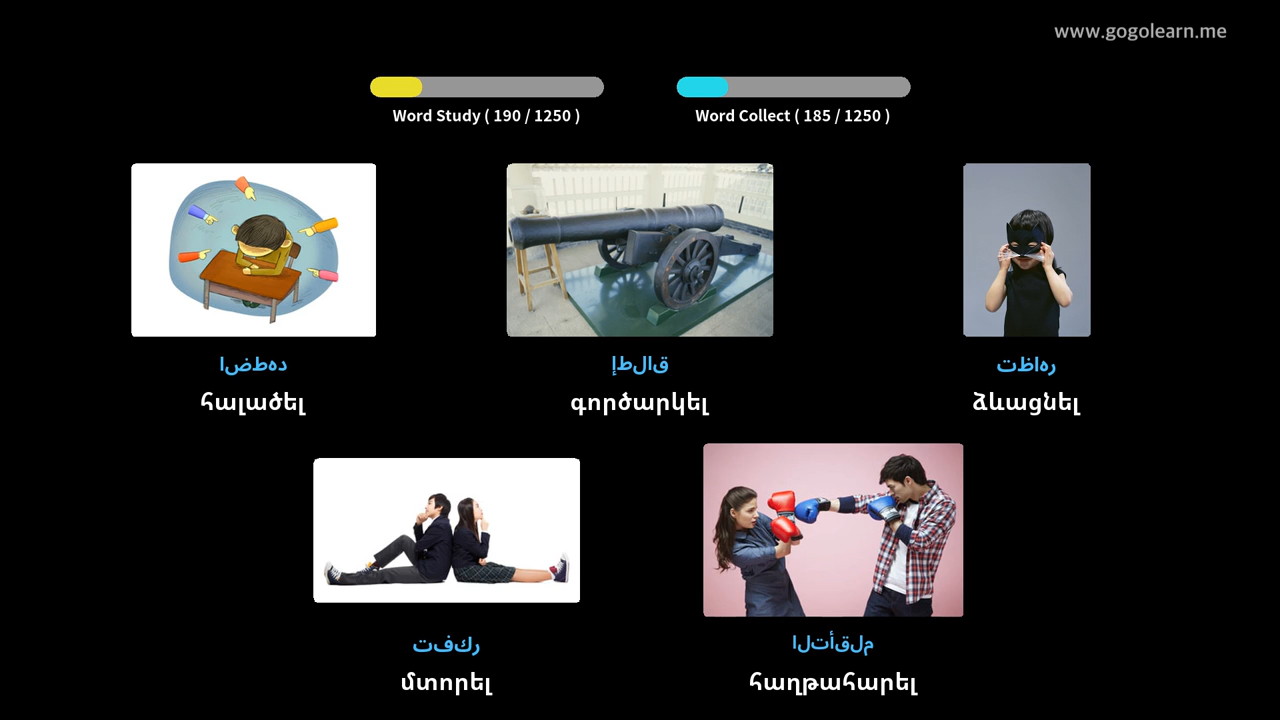 www.gogolearn.me
Word Study ( 190 / 1250 )
Word Collect ( 185 / 1250 )
اضطهد
إطلاق
تظاهر
հալածել
գործարկել
ձևացնել
تفكر
التأقلم
մտորել
հաղթահարել